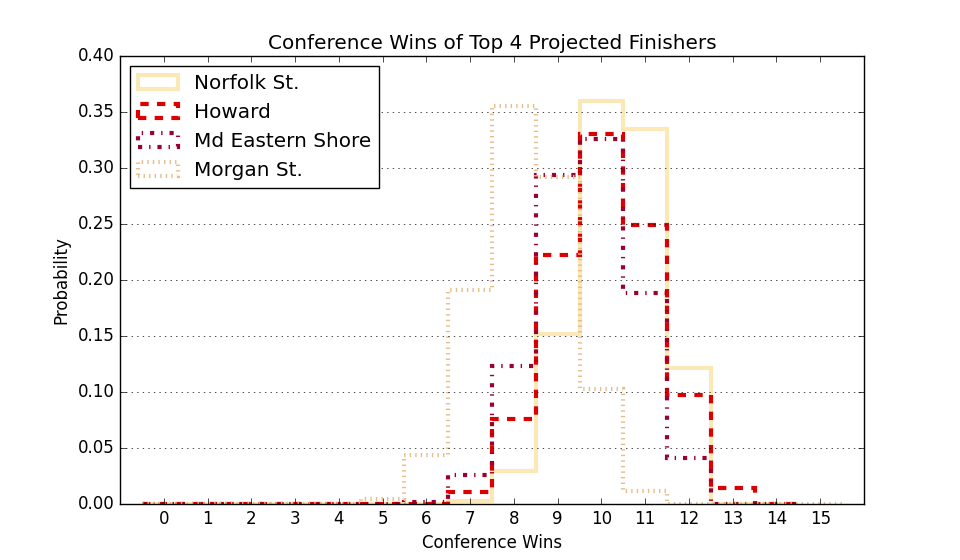 Conference Wins of Top 4 Projected Finishers
0.40
0.35
0.30
0.25
0.20
0.15
0.10
0.05
0.00
Probability
Norfolk St.
Howard
Md Eastern Shore
Morgan St.
0 1 2 3 4 5 6 7 8 9 10 11 12 13 14 15
Conference Wins